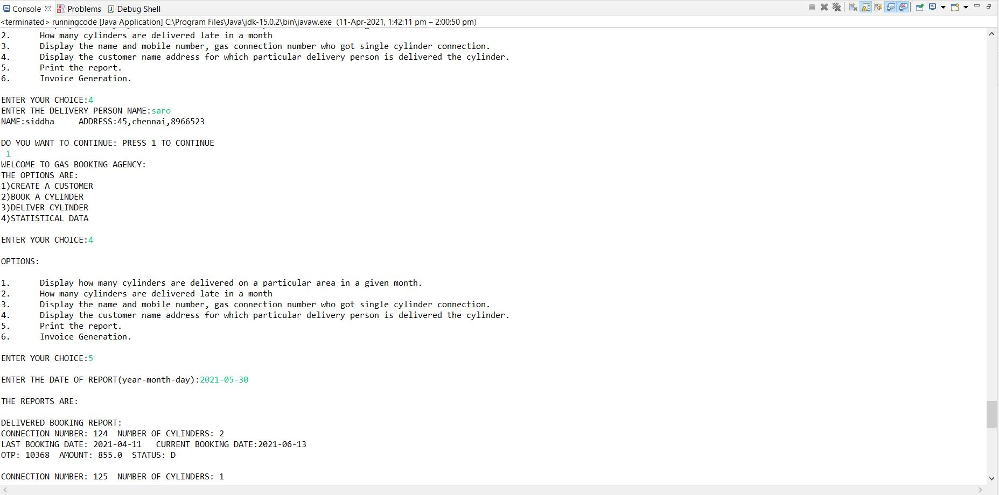 Console Problems Debug Shell
<terminated> runningcode [Java Application] C:\Program Files\Java\jdk-15.0.2\bin\javaw.exe (11-Apr-2021, 1:42:11 pm – 2:00:50 pm)
2. How many cylinders are delivered late in a month
3. Display the name and mobile number, gas connection number who got single cylinder connection.
4. Display the customer name address for which particular delivery person is delivered the cylinder.
5. Print the report.
6. Invoice Generation.
ENTER YOUR CHOICE:4
ENTER THE DELIVERY PERSON NAME:saro
NAME:siddha ADDRESS:45,chennai,8966523
DO YOU WANT TO CONTINUE: PRESS 1 TO CONTINUE
1
WELCOME TO GAS BOOKING AGENCY:
THE OPTIONS ARE:
1)CREATE A CUSTOMER
2)BOOK A CYLINDER
3)DELIVER CYLINDER
4)STATISTICAL DATA
ENTER YOUR CHOICE:4
OPTIONS:
1. Display how many cylinders are delivered on a particular area in a given month.
2. How many cylinders are delivered late in a month
3. Display the name and mobile number, gas connection number who got single cylinder connection.
4. Display the customer name address for which particular delivery person is delivered the cylinder.
5. Print the report.
6. Invoice Generation.
ENTER YOUR CHOICE:5
ENTER THE DATE OF REPORT(year-month-day):2021-05-30
THE REPORTS ARE:
DELIVERED BOOKING REPORT:
CONNECTION NUMBER: 124 NUMBER OF CYLINDERS: 2
LAST BOOKING DATE: 2021-04-11 CURRENT BOOKING DATE:2021-06-13
OTP: 10368 AMOUNT: 855.0 STATUS: D
CONNECTION NUMBER: 125 NUMBER OF CYLINDERS: 1